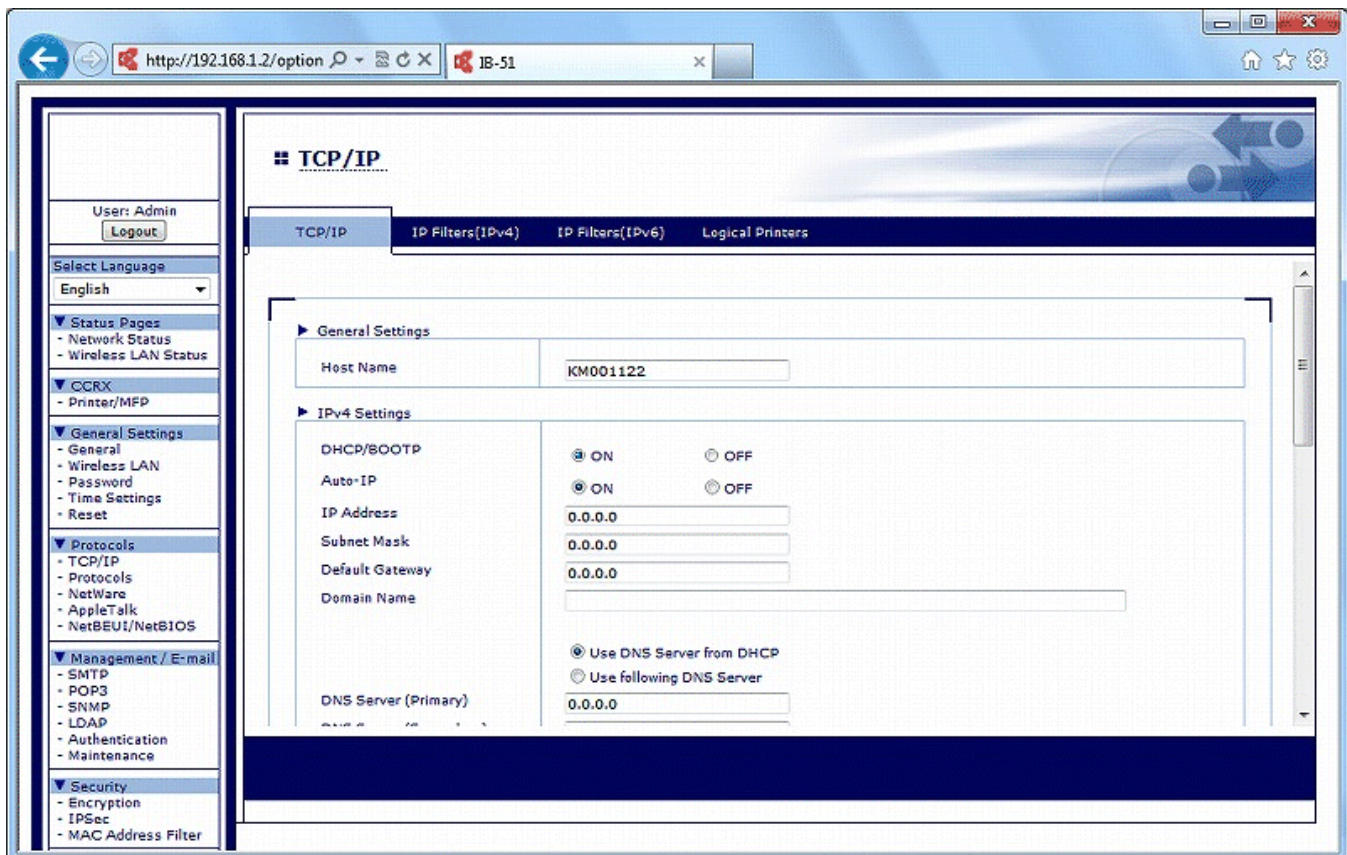 http://192.168.1.2/option
IB-51
TCP/IP
User: Admin
Logout
Select Language
English
Status Pages
- Network Status
- Wireless LAN Status
CCRX
- Printer/MFP
General Settings
- General
- Wireless LAN
- Password
- Time Settings
- Reset
Protocols
- TCP/IP
- Protocols
- NetWare
- AppleTalk
- NetBEUI/NetBIOS
Management / E-mail
- SMTP
- POP3
- SNMP
- LDAP
- Authentication
- Maintenance
Security
- Encryption
- IPSec
- MAC Address Filter
TCP/IP IP Filters(IPv4) IP Filters(IPv6) Logical Printers
General Settings
Host Name KM001122
IPv4 Settings
DHCP/BOOTP ON OFF
Auto-IP ON OFF
IP Address 0.0.0.0
Subnet Mask 0.0.0.0
Default Gateway 0.0.0.0
Domain Name
Use DNS Server from DHCP
Use following DNS Server
DNS Server (Primary) 0.0.0.0